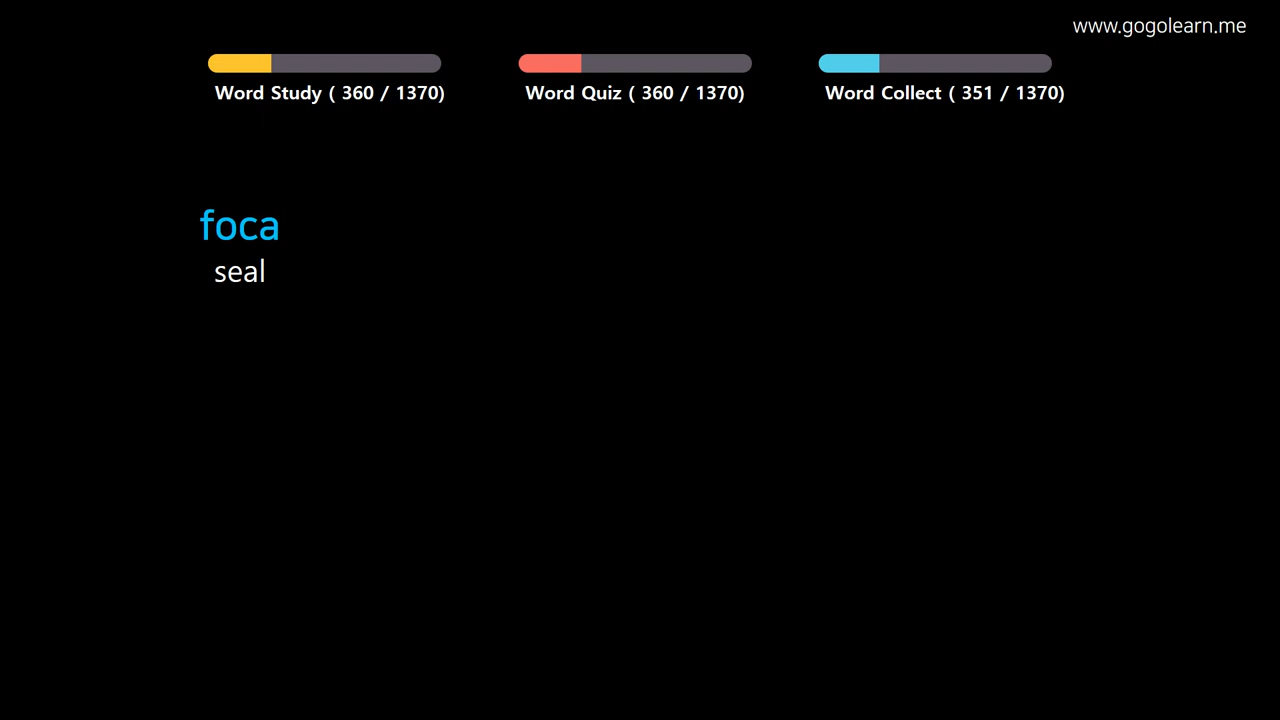 www.gogolearn.me
Word Study ( 360 / 1370)
Word Quiz ( 360 / 1370)
Word Collect ( 351 / 1370)
foca
seal